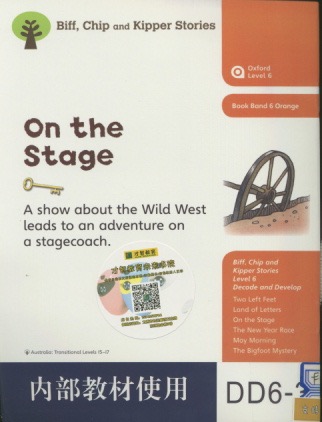 Biff, Chip and Kipper Stories
Oxford
Level 6
Book Band 6 Orange
On the
Stage
A show about the Wild West
leads to an adventure on
a stagecoach.
Biff, Chip and
Kipper Stories
Level 6
Decode and Develop
Two Left Feet
Land of Letters
On the Stage
The New Year Race
May Morning
The Bigfoot Mystery
Australia: Transitional Levels 15–17
内部教材使用
DD6-